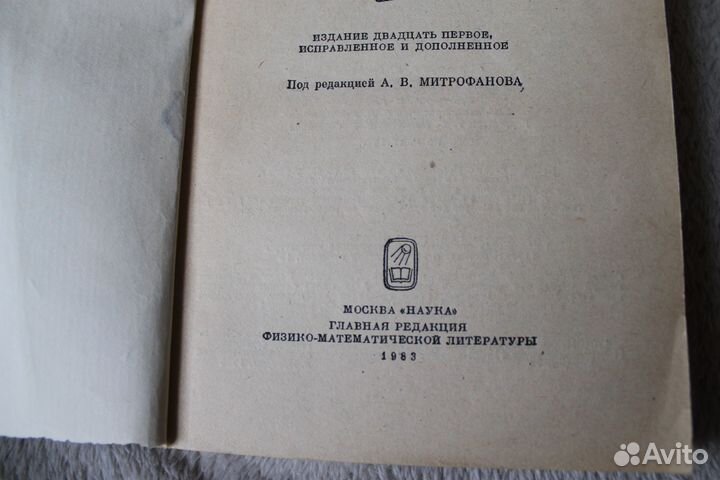 ИЗДАНИЕ ДВАДЦАТЬ ПЕРВОЕ,
ИСПРАВЛЕННОЕ И ДОПОЛНЕННОЕ
Под редакцией А. В. МИТРОФАНОВА
МОСКВА «НАУКА»
ГЛАВНАЯ РЕДАКЦИЯ
ФИЗИКО-МАТЕМАТИЧЕСКОЙ ЛИТЕРАТУРЫ
1983
Avito